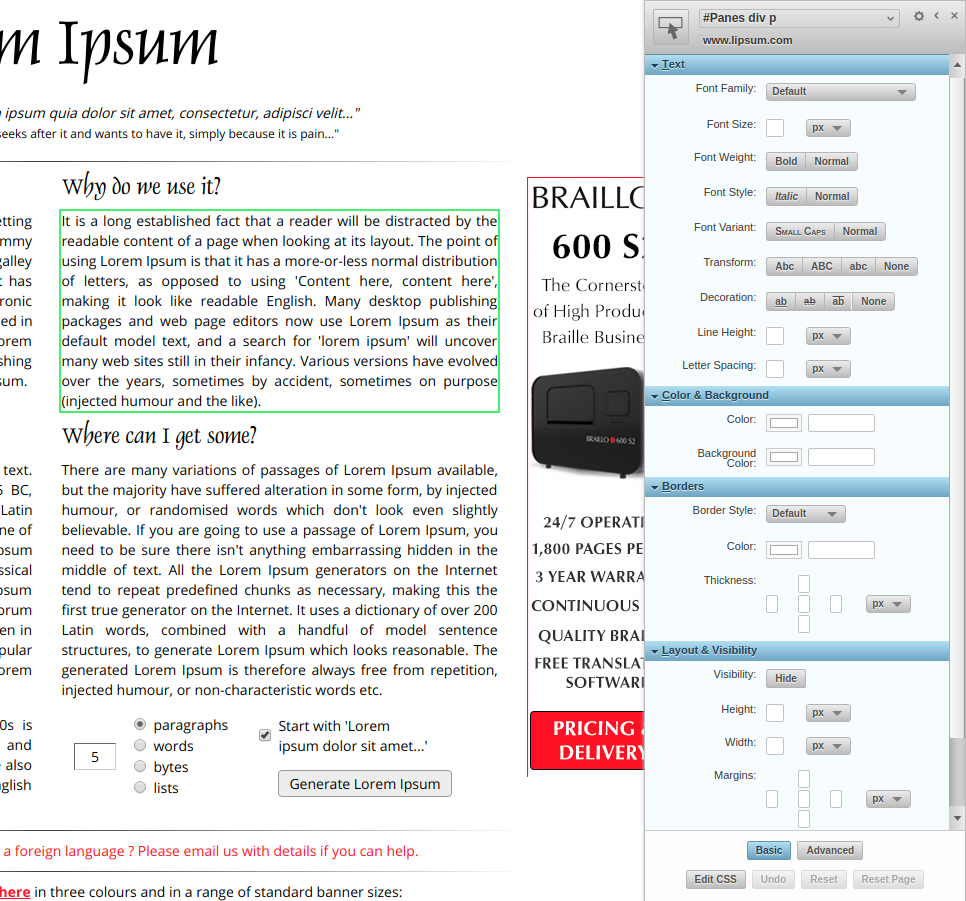 m Ipsum
n ipsum quia dolor sit amet, consectetur, adipisci velit..."
seeks after it and wants to have it, simply because it is pain..."
etting
mmy
galley
t has
ronic
ed in
orem
shing
sum.
Why do we use it?
It is a long established fact that a reader will be distracted by the
readable content of a page when looking at its layout. The point of
using Lorem Ipsum is that it has a more-or-less normal distribution
of letters, as opposed to using 'Content here, content here',
making it look like readable English. Many desktop publishing
packages and web page editors now use Lorem Ipsum as their
default model text, and a search for 'lorem ipsum' will uncover
many web sites still in their infancy. Various versions have evolved
over the years, sometimes by accident, sometimes on purpose
(injected humour and the like).
text.
5 BC,
Latin
ne of
psum
ssical
psum
orum
en in
pular
orem
Where can I get some?
There are many variations of passages of Lorem Ipsum available,
but the majority have suffered alteration in some form, by injected
humour, or randomised words which don't look even slightly
believable. If you are going to use a passage of Lorem Ipsum, you
need to be sure there isn't anything embarrassing hidden in the
middle of text. All the Lorem Ipsum generators on the Internet
tend to repeat predefined chunks as necessary, making this the
first true generator on the Internet. It uses a dictionary of over 200
Latin words, combined with a handful of model sentence
structures, to generate Lorem Ipsum which looks reasonable. The
generated Lorem Ipsum is therefore always free from repetition,
injected humour, or non-characteristic words etc.
0s is
and
also
glish
5
paragraphs
words
bytes
lists
Start with 'Lorem
ipsum dolor sit amet...'
Generate Lorem Ipsum
a foreign language ? Please email us with details if you can help.
here in three colours and in a range of standard banner sizes:
BRAILLO
600 S2
The Cornersto
of High Produc
Braille Busine
BRAILLO 600 S2
24/7 OPERATI
1,800 PAGES PE
3 YEAR WARRA
CONTINUOUS
QUALITY BRAI
FREE TRANSLAT
SOFTWAR
PRICING &
DELIVERY
#Panes div p
www.lipsum.com
Text
Font Family: Default
Font Size: px
Font Weight: Bold Normal
Font Style: Italic Normal
Font Variant: Small Caps Normal
Transform: Abc ABC abc None
Decoration: ab ab ab None
Line Height: px
Letter Spacing: px
Color & Background
Color:
Background
Color:
Borders
Border Style: Default
Color:
Thickness:
px
Layout & Visibility
Visibility: Hide
Height: px
Width: px
Margins:
px
Basic Advanced
Edit CSS Undo Reset Reset Page